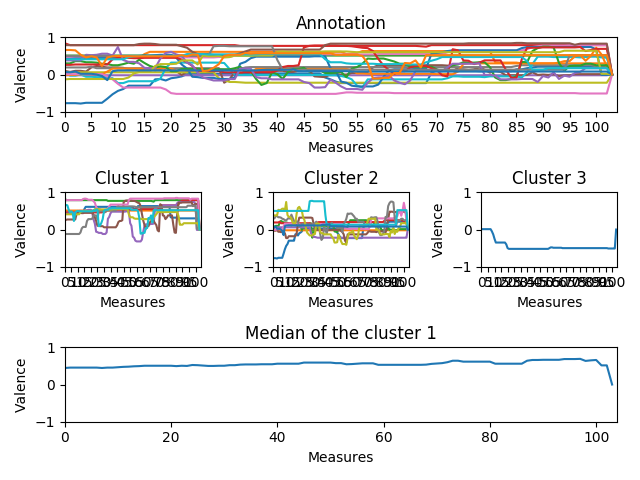 Annotation
1
0
−1
Valence
0 5 10 15 20 25 30 35 40 45 50 55 60 65 70 75 80 85 90 95 100
Measures
Cluster 1 Cluster 2 Cluster 3
1 1 1
0 0 0
−1 −1 −1
Valence Valence Valence
Measures Measures Measures
Median of the cluster 1
1
0
−1
Valence
0 20 40 60 80 100
Measures